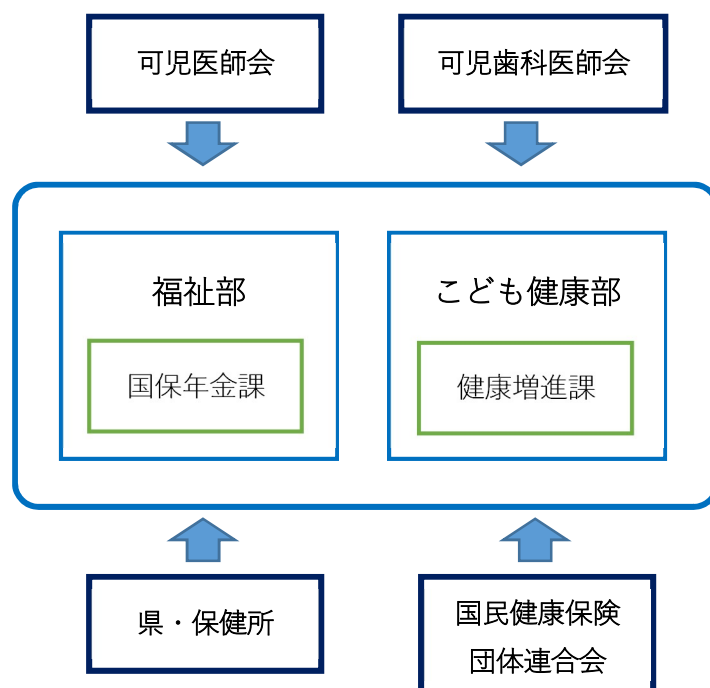 可児医師会
可児歯科医師会
福祉部
こども健康部
国保年金課
健康増進課
県・保健所
国民健康保険
団体連合会